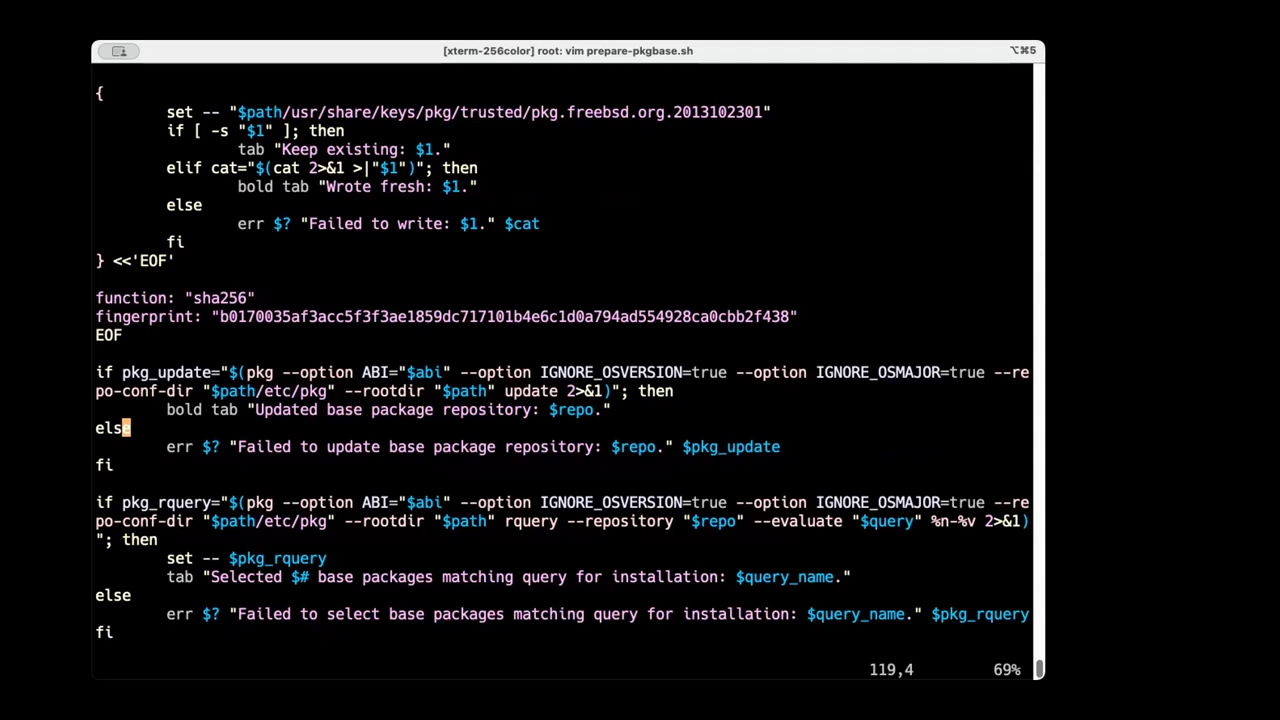 [xterm-256color] root: vim prepare-pkgbase.sh
⌥⌘5
{
set -- "$path/usr/share/keys/pkg/trusted/pkg.freebsd.org.2013102301"
if [ -s "$1" ]; then
tab "Keep existing: $1."
elif cat="$(cat 2>&1 >|"$1")"; then
bold tab "Wrote fresh: $1."
else
err $? "Failed to write: $1." $cat
fi
} <<'EOF'
function: "sha256"
fingerprint: "b0170035af3acc5f3f3ae1859dc717101b4e6c1d0a794ad554928ca0cbb2f438"
EOF
if pkg_update="$(pkg --option ABI="$abi" --option IGNORE_OSVERSION=true --option IGNORE_OSMAJOR=true --re
po-conf-dir "$path/etc/pkg" --rootdir "$path" update 2>&1)"; then
bold tab "Updated base package repository: $repo."
else
err $? "Failed to update base package repository: $repo." $pkg_update
fi
if pkg_rquery="$(pkg --option ABI="$abi" --option IGNORE_OSVERSION=true --option IGNORE_OSMAJOR=true --re
po-conf-dir "$path/etc/pkg" --rootdir "$path" rquery --repository "$repo" --evaluate "$query" %n-%v 2>&1)
"; then
set -- $pkg_rquery
tab "Selected $# base packages matching query for installation: $query_name."
else
err $? "Failed to select base packages matching query for installation: $query_name." $pkg_rquery
fi
119,4
69%